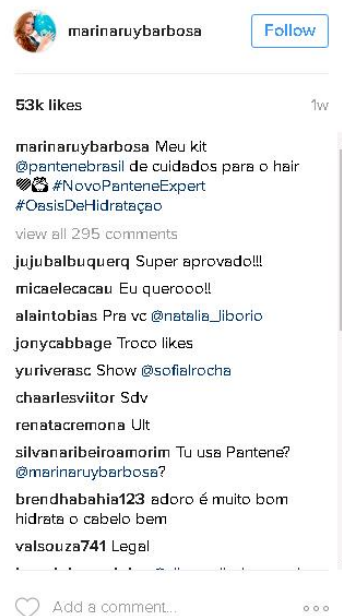 marinaruybarbosa
Follow
53k likes
1w
marinaruybarbosa Meu kit
@pantenebrasil de cuidados para o hair
#NovoPanteneExpert
#OasisDeHidrataçao
view all 295 comments
jujubalbuquerq Super aprovado!!!
micaelecacau Eu querooo!!
alaintobias Pra vc @natalia_liborio
jonycabbage Troco likes
yuriverasc Show @sofialrocha
chaarlesviitor Sdv
renatacremona Ult
silvanaribeiroamorim Tu usa Pantene?
@marinaruybarbosa?
brendhabahia123 adoro é muito bom
hidrata o cabelo bem
valsouza741 Legal
Add a comment...